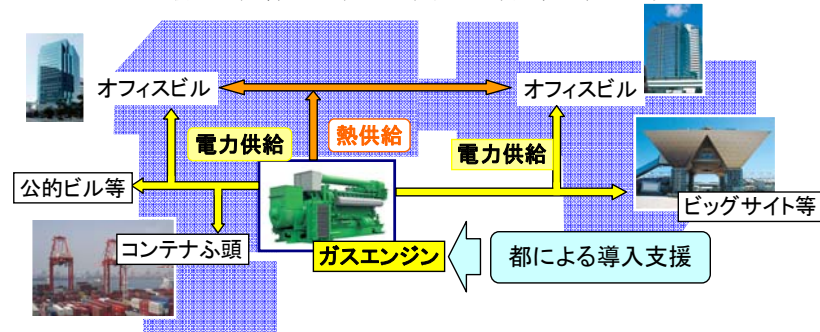 オフィスビル
オフィスビル
電力供給
熱供給
電力供給
公的ビル等
ビッグサイト等
コンテナふ頭
ガスエンジン
都による導入支援